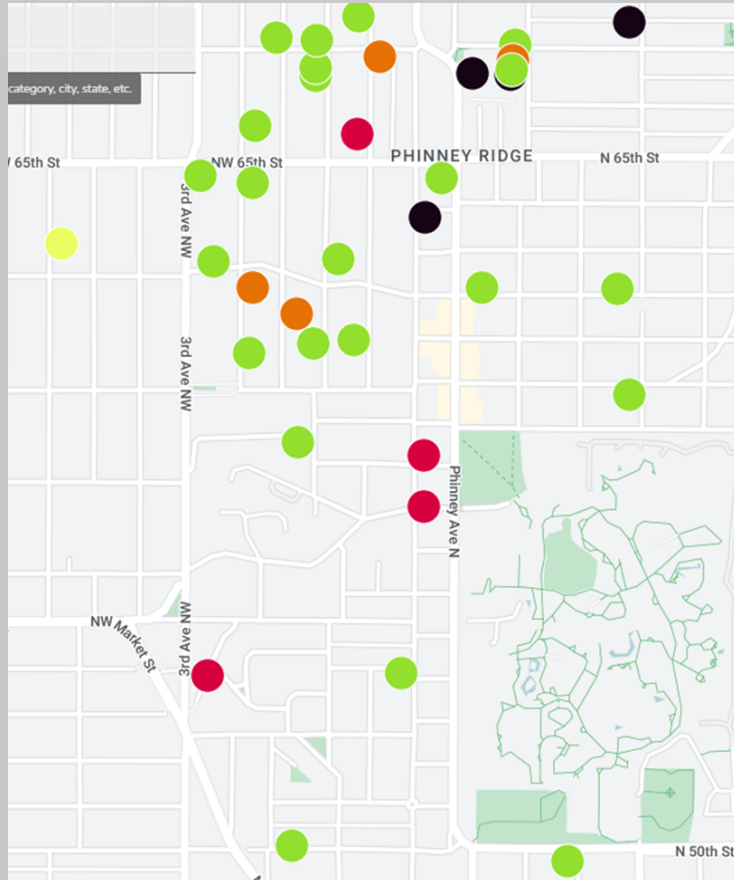 category, city, state, etc.
PHINNEY RIDGE
65th St
NW 65th St
N 65th St
3rd Ave NW
3rd Ave NW
Phinney Ave N
NW Market St
3rd Ave NW
N 50th St